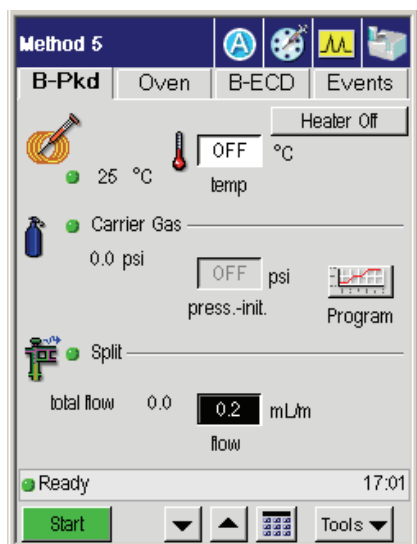 Method 5
A
B-Pkd Oven B-ECD Events
Heater Off
OFF °C
25 °C
temp
Carrier Gas
0.0 psi
OFF psi
press.-init.
Program
Split
total flow 0.0 0.2 mL/m
flow
Ready 17:01
Start Tools